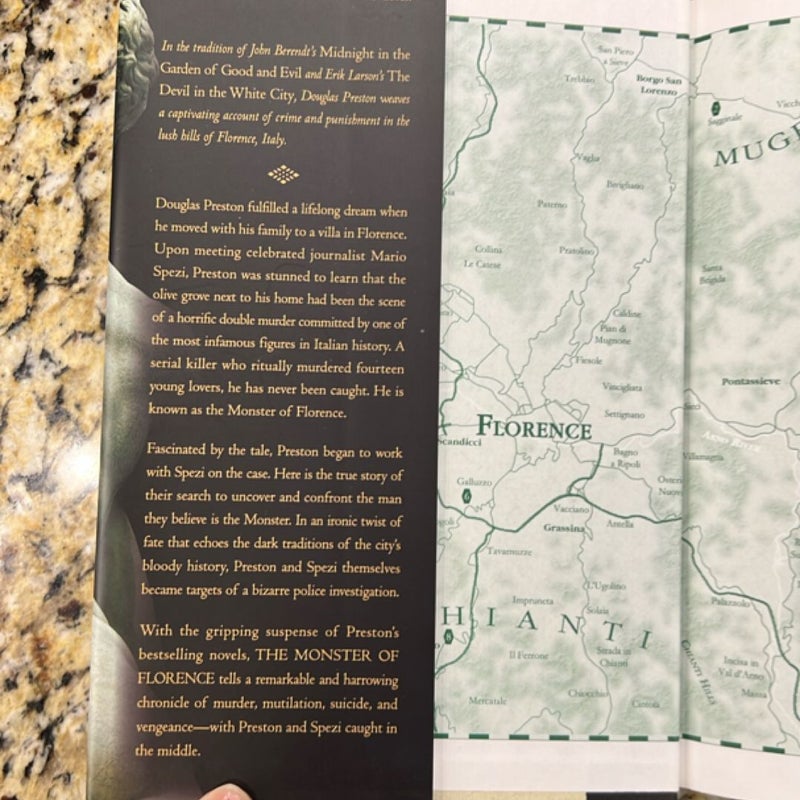 In the tradition of John Berendt's Midnight in the
Garden of Good and Evil and Erik Larson's The
Devil in the White City, Douglas Preston weaves
a captivating account of crime and punishment in the
lush hills of Florence, Italy.
Douglas Preston fulfilled a lifelong dream when
he moved with his family to a villa in Florence.
Upon meeting celebrated journalist Mario
Spezi, Preston was stunned to learn that the
olive grove next to his home had been the scene
of a horrific double murder committed by one of
the most infamous figures in Italian history. A
serial killer who ritually murdered fourteen
young lovers, he has never been caught. He is
known as the Monster of Florence.
Fascinated by the tale, Preston began to work
with Spezi on the case. Here is the true story of
their search to uncover and confront the man
they believe is the Monster. In an ironic twist of
fate that echoes the dark traditions of the city's
bloody history, Preston and Spezi themselves
became targets of a bizarre police investigation.
With the gripping suspense of Preston's
bestselling novels, THE MONSTER OF
FLORENCE tells a remarkable and harrowing
chronicle of murder, mutilation, suicide, and
vengeance—with Preston and Spezi caught in
the middle.
San Piero
a Sieve
Trebbio
Borgo San
Lorenzo
Sagginale
Vicch
MUGE
Vaglia
Bovigliano
Paterno
Collina
Le Catese
Pratolino
Santa
Brigida
Caldine
Pian di
Mugnone
Fiesole
Vincigliata
Pontassieve
Settignano
Sieci
FLORENCE
Scandicci
ARNO RIVER
Bagno
a Ripoli
Villamagna
Galluzzo
Osteri
Nuov
Vacciano
Grassina
Antella
goli
Tavarnuzze
L'Ugolino
Impruneta
Solaia
Palazzolo
HIANTI
Il Ferrone
Strada in
Chianti
CHIANTI HILLS
Incisa in
Val d'Arno
Massa
Mercatale
Chiocchio
Cintoia